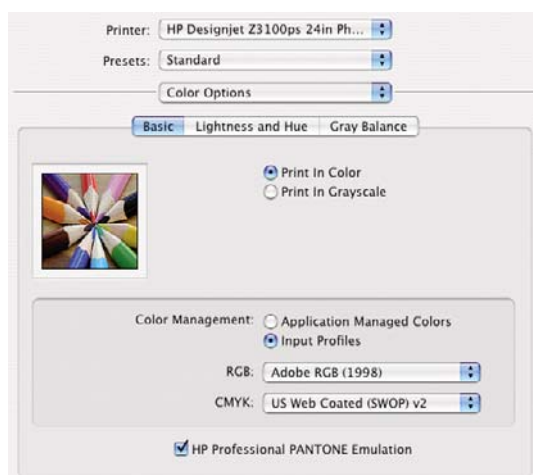 Printer: HP Designjet Z3100ps 24in Ph...
Presets: Standard
Color Options
Basic Lightness and Hue Gray Balance
Print In Color
Print In Grayscale
Color Management: Application Managed Colors
Input Profiles
RGB: Adobe RGB (1998)
CMYK: US Web Coated (SWOP) v2
HP Professional PANTONE Emulation